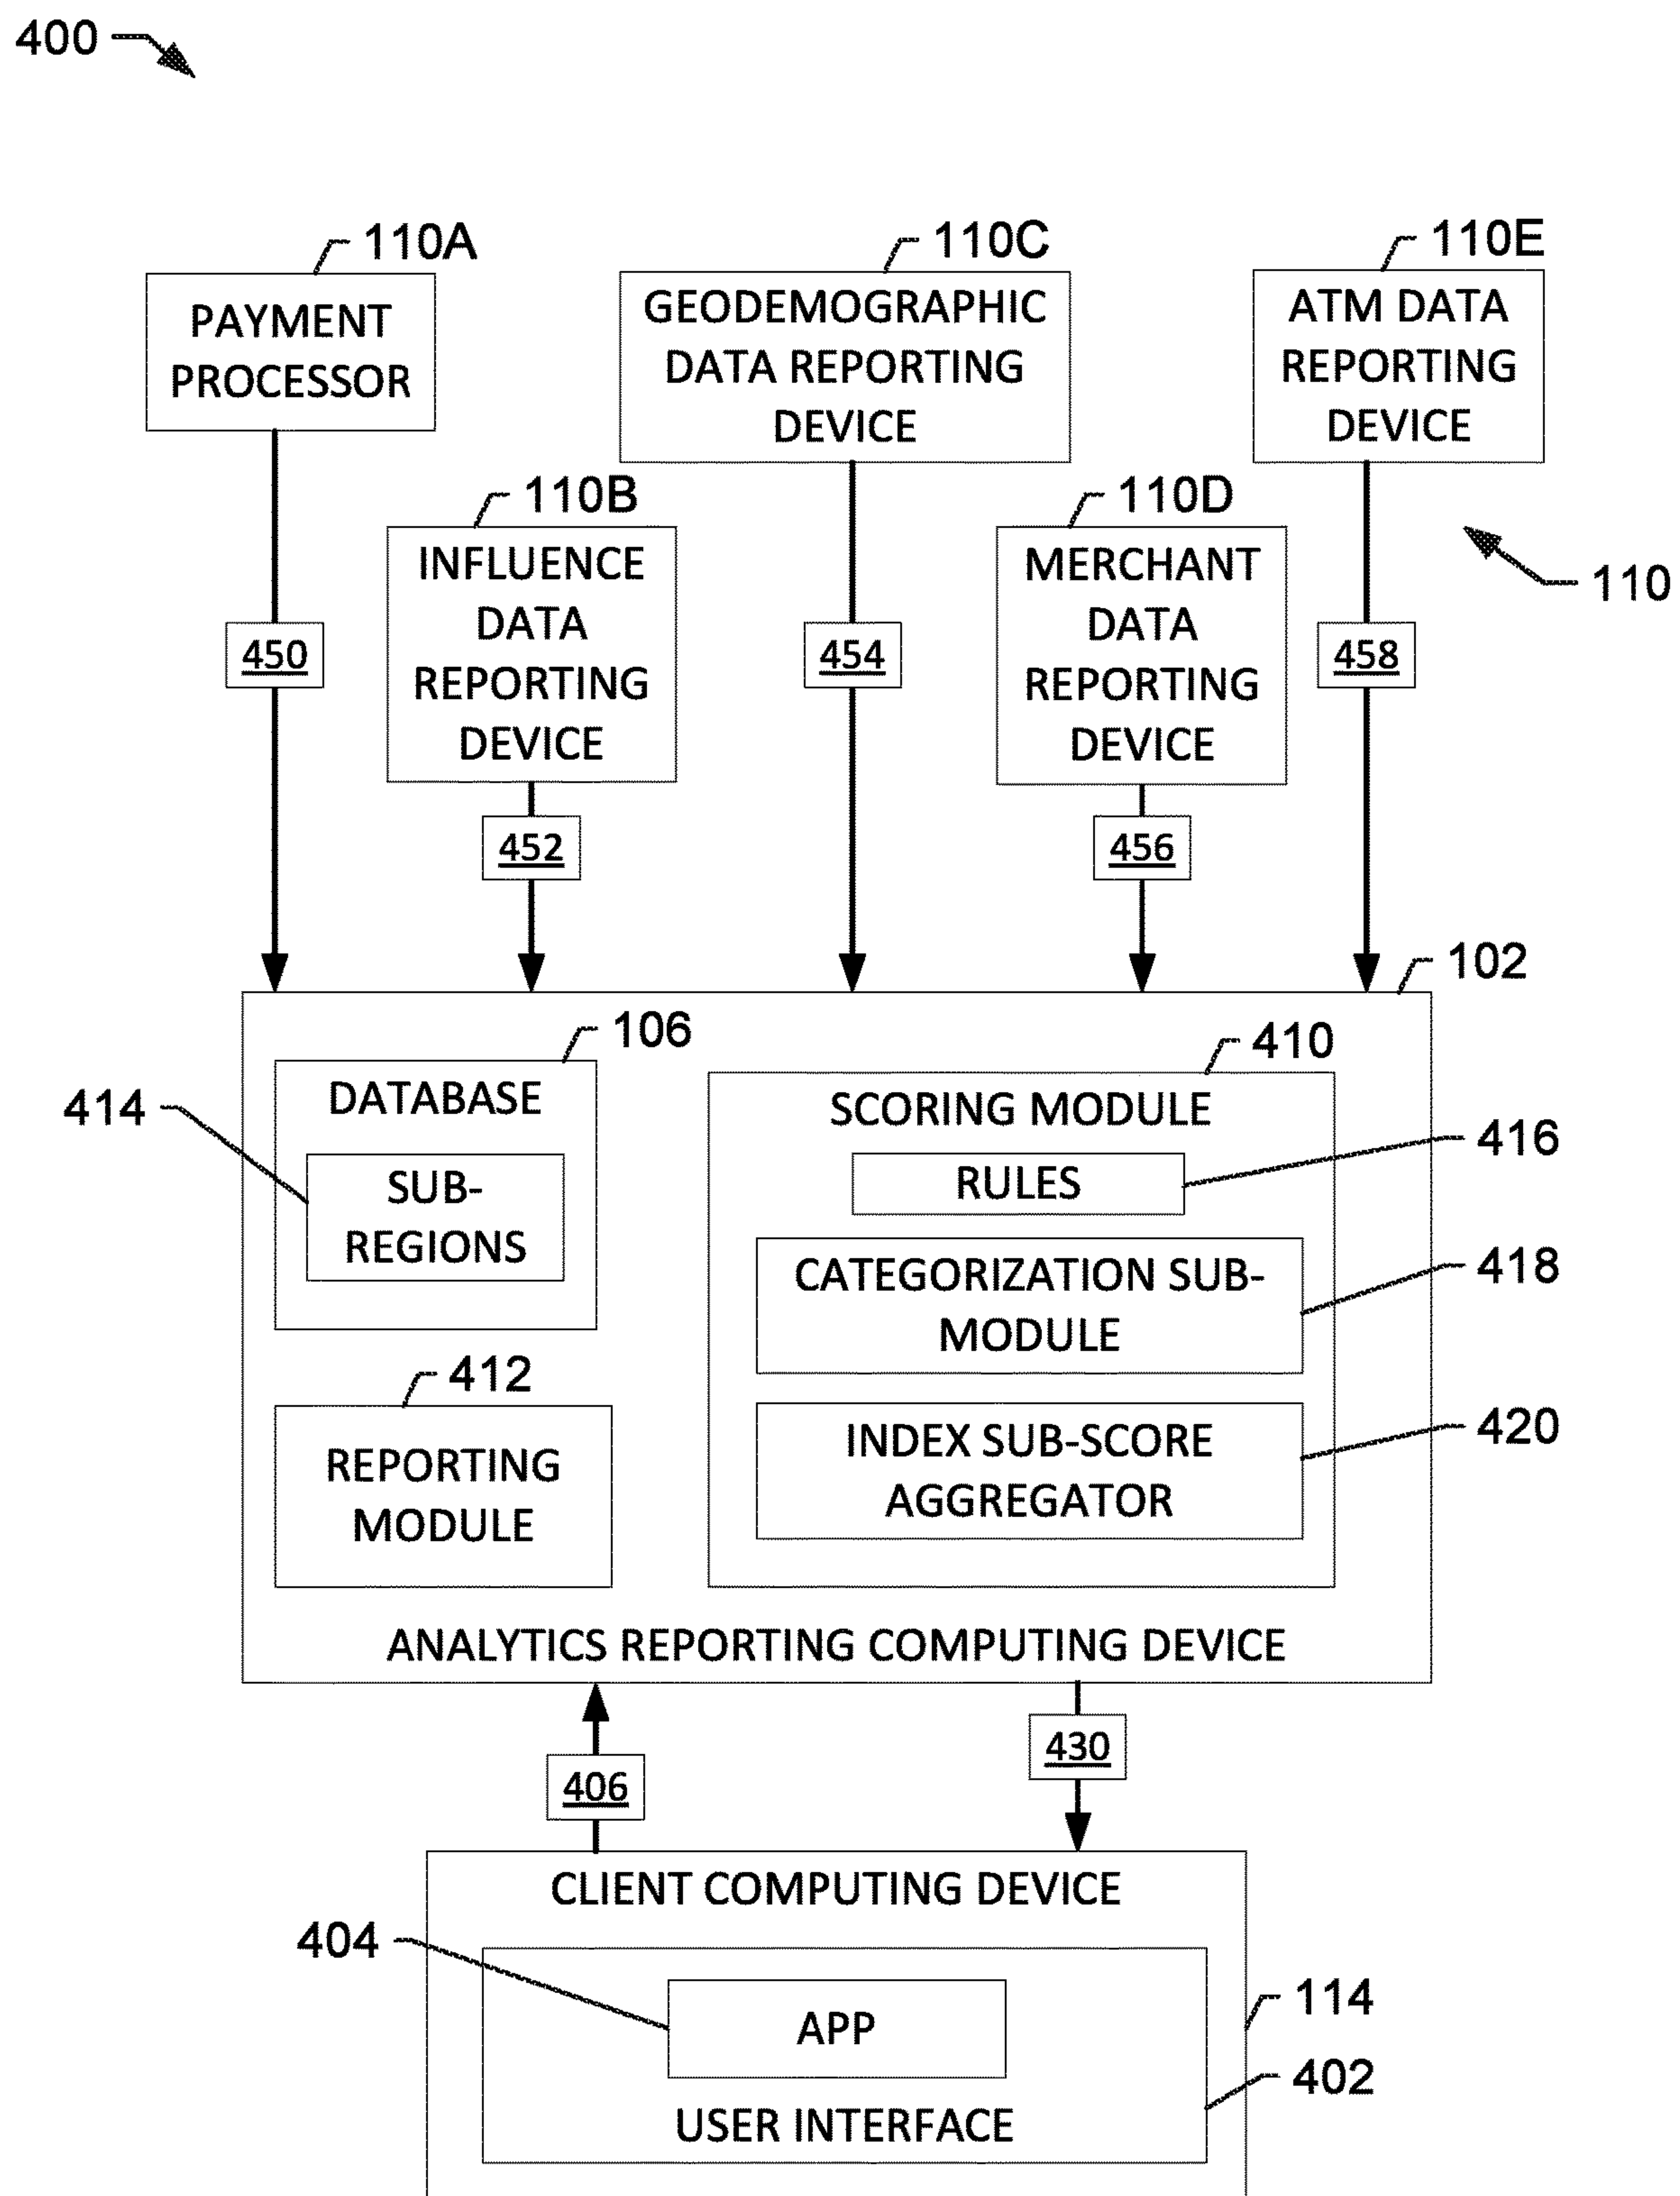 400
110A
110C
110E
PAYMENT
PROCESSOR
GEODEMOGRAPHIC
DATA REPORTING
DEVICE
ATM DATA
REPORTING
DEVICE
110B
110D
110
INFLUENCE
DATA
REPORTING
DEVICE
MERCHANT
DATA
REPORTING
DEVICE
450
454
458
452
456
102
106
410
DATABASE
414
SUB-
REGIONS
SCORING MODULE
416
RULES
418
CATEGORIZATION SUB-
MODULE
412
REPORTING
MODULE
420
INDEX SUB-SCORE
AGGREGATOR
ANALYTICS REPORTING COMPUTING DEVICE
430
406
CLIENT COMPUTING DEVICE
404
APP
114
402
USER INTERFACE